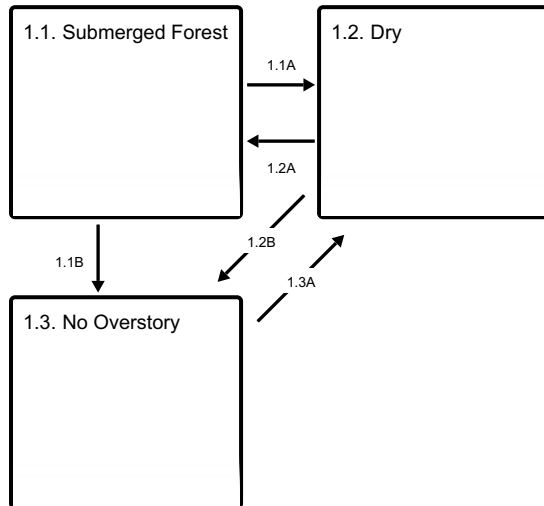 1.1. Submerged Forest
1.2. Dry
1.1A
1.2A
1.2B
1.1B
1.3A
1.3. No Overstory